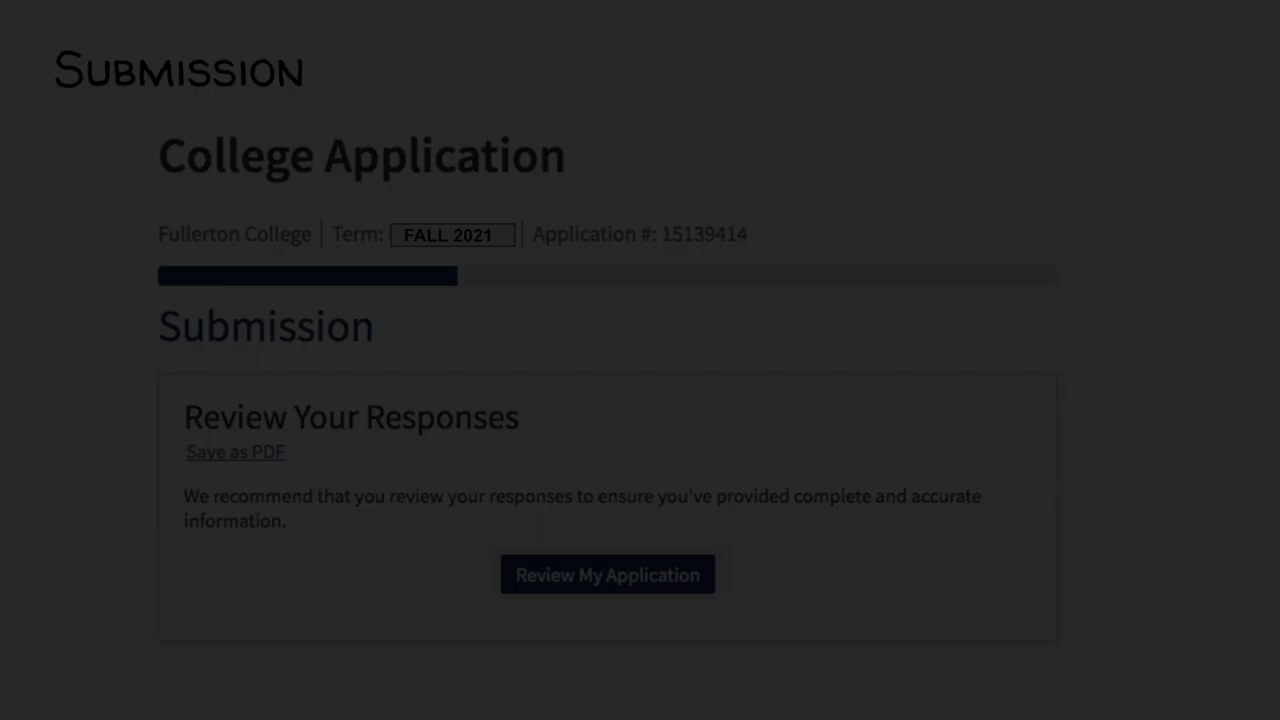 SUBMISSION
College Application
Fullerton College | Term: FALL 2021 | Application #: 15139414
Submission
Review Your Responses
Save as PDF
We recommend that you review your responses to ensure you've provided complete and accurate
information.
Review My Application